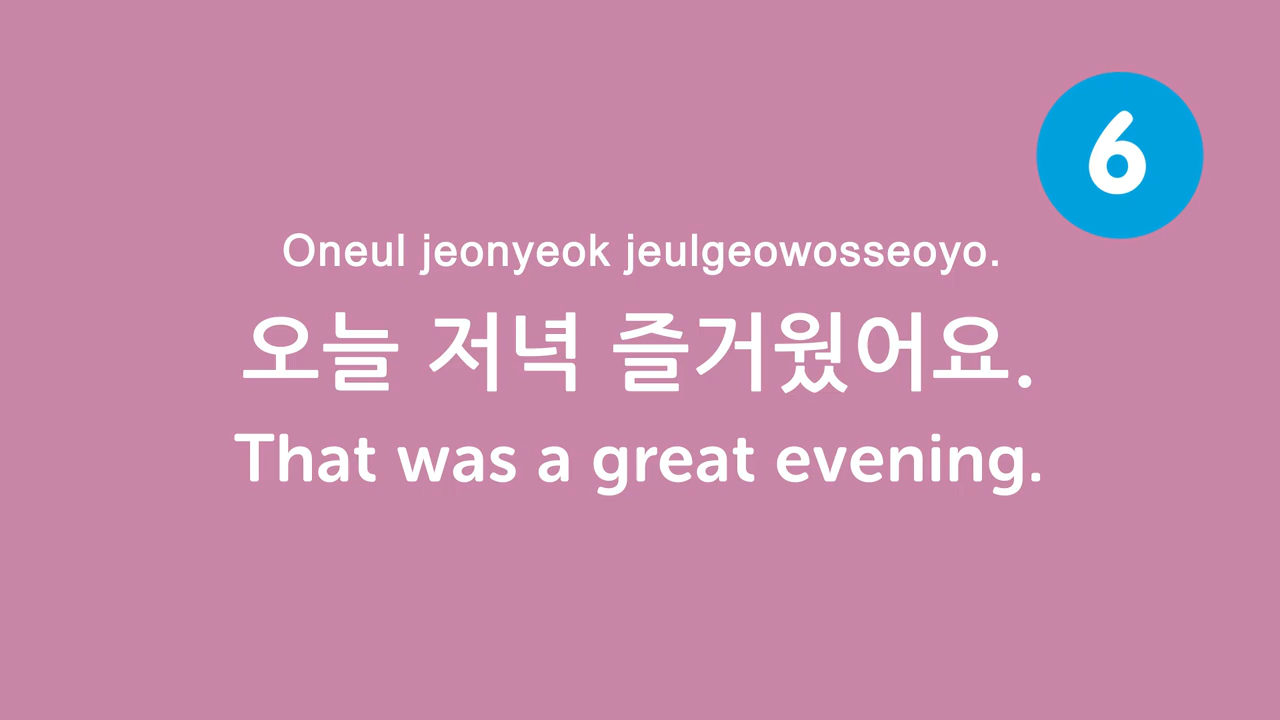 6
Oneul jeonyeok jeulgeowosseoyo.
오늘 저녁 즐거웠어요.
That was a great evening.